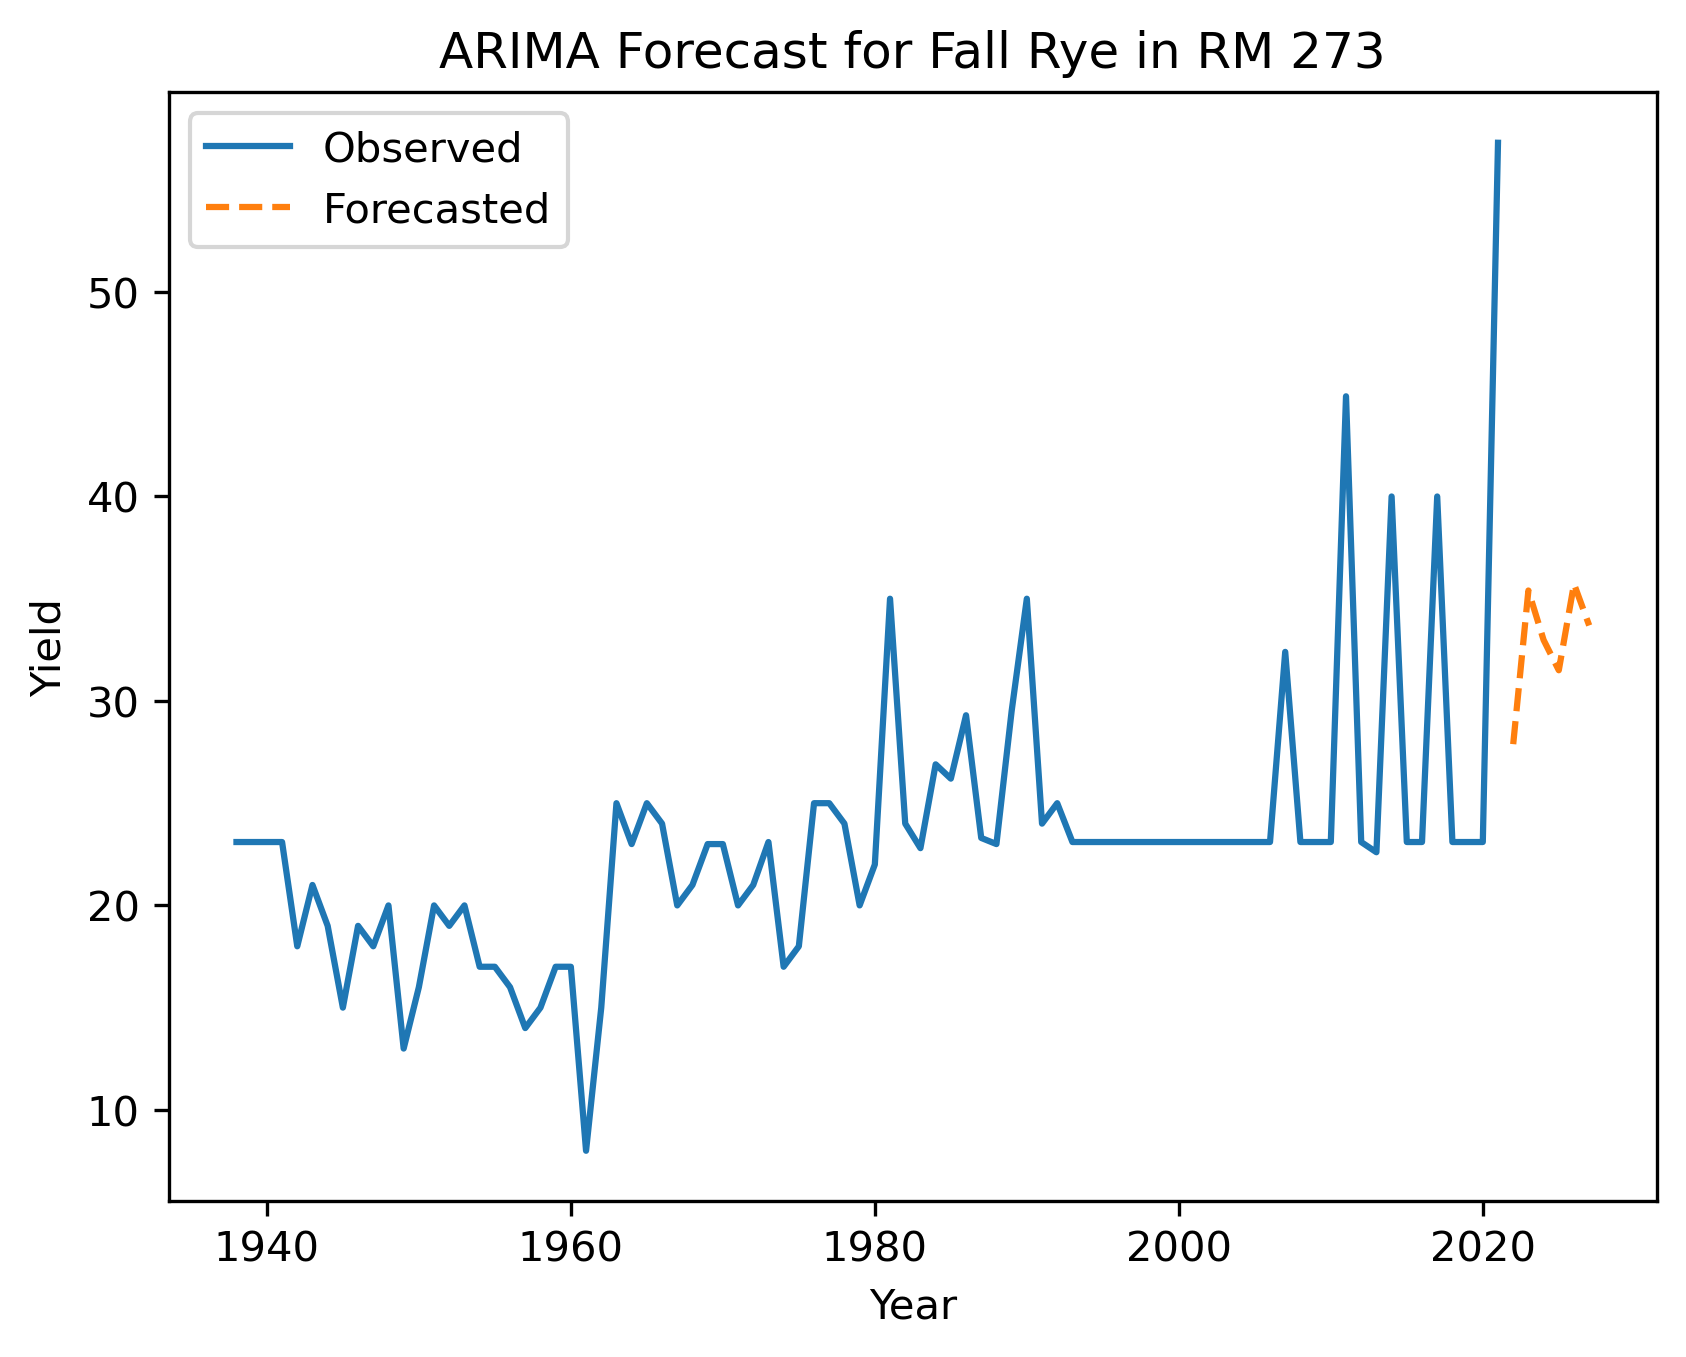 ARIMA Forecast for Fall Rye in RM 273
Observed
Forecasted
50
40
30
20
10
Yield
1940 1960 1980 2000 2020
Year